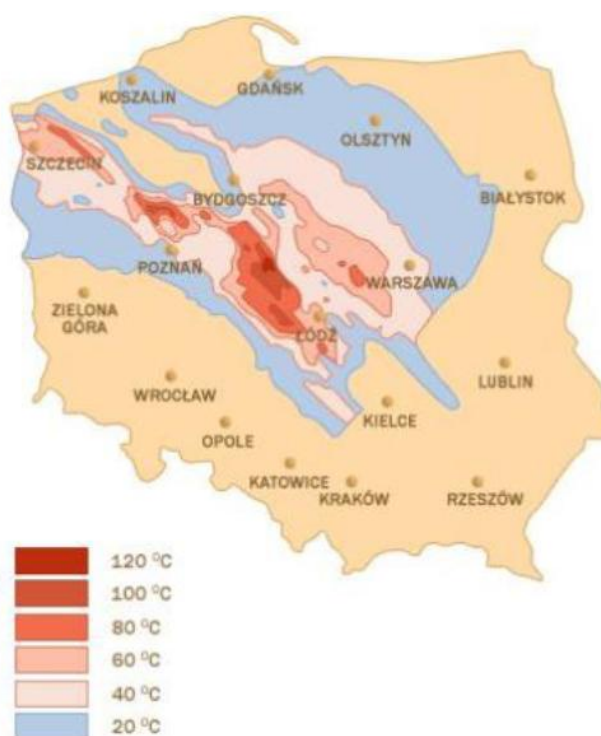 KOSZALIN
GDAŃSK
OLSZTYN
SZCZECIN
BYDGOSZCZ
BIAŁYSTOK
POZNAŃ
WARSZAWA
ZIELONA
GÓRA
ŁÓDŹ
WROCŁAW
LUBLIN
KIELCE
OPOLE
KATOWICE
KRAKÓW
RZESZÓW
120 °C
100 °C
80 °C
60 °C
40 °C
20 °C